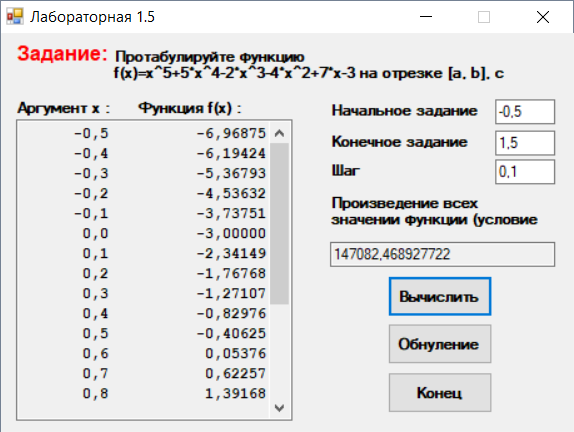 Лабораторная 1.5
Задание: Протабулируйте функцию
f(x)=x^5+5*x^4-2*x^3-4*x^2+7*x-3 на отрезке [a, b], с
Аргумент x : Функция f(x) :
-0,5 -6,96875
-0,4 -6,19424
-0,3 -5,36793
-0,2 -4,53632
-0,1 -3,73751
0,0 -3,00000
0,1 -2,34149
0,2 -1,76768
0,3 -1,27107
0,4 -0,82976
0,5 -0,40625
0,6 0,05376
0,7 0,62257
0,8 1,39168
Начальное задание -0,5
Конечное задание 1,5
Шаг 0,1
Произведение всех
значении функции (условие
147082,468927722
Вычислить
Обнуление
Конец